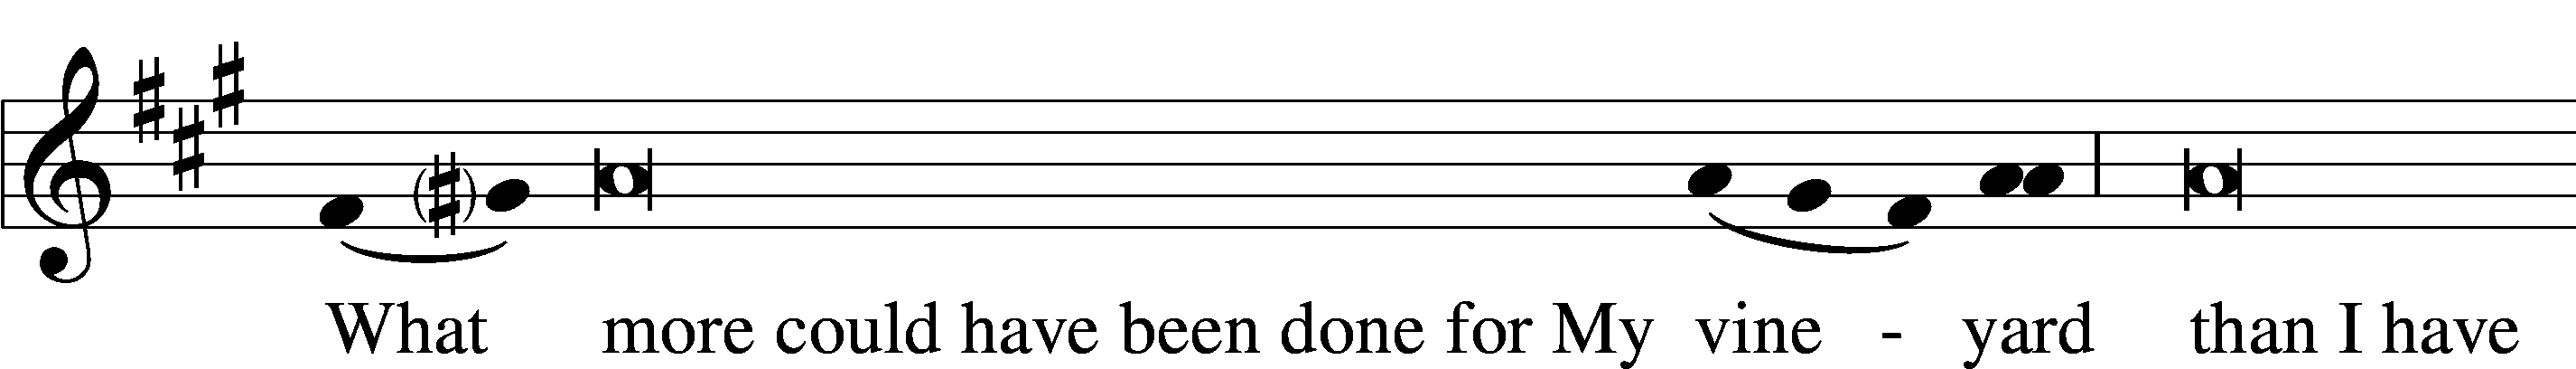 What more could have been done for My vine - yard than I have